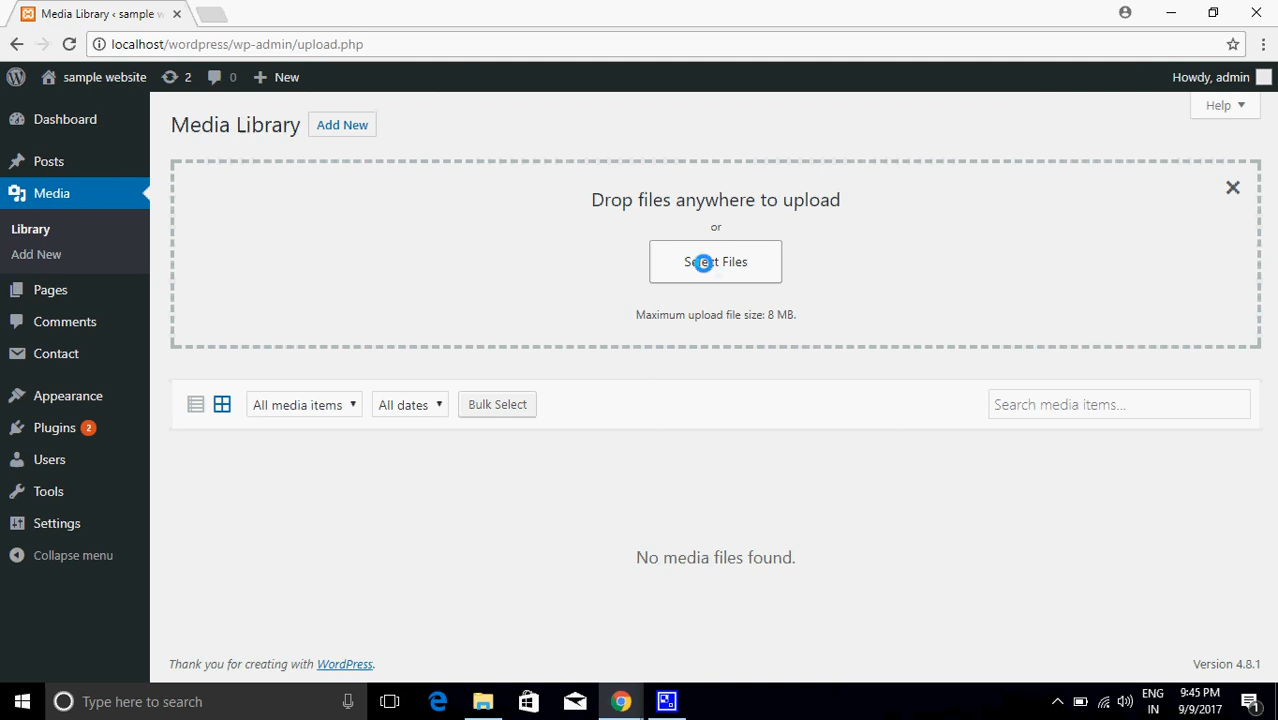 Media Library ‹ sample w
localhost/wordpress/wp-admin/upload.php
sample website 2 0 New Howdy, admin
Help
Dashboard
Posts
Media
Library
Add New
Pages
Comments
Contact
Appearance
Plugins 2
Users
Tools
Settings
Collapse menu
Media Library Add New
Drop files anywhere to upload
or
Select Files
Maximum upload file size: 8 MB.
All media items All dates Bulk Select Search media items...
No media files found.
Thank you for creating with WordPress. Version 4.8.1
Type here to search
ENG
IN
9:45 PM
9/9/2017
1